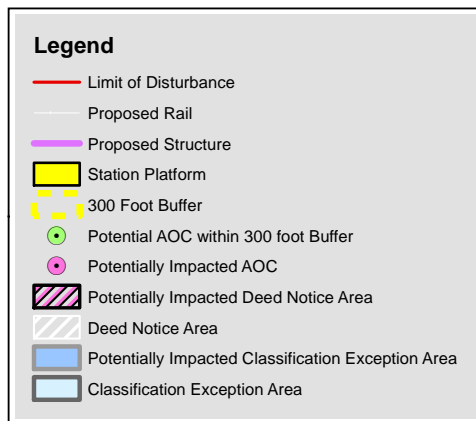 Legend
Limit of Disturbance
Proposed Rail
Proposed Structure
Station Platform
300 Foot Buffer
Potential AOC within 300 foot Buffer
Potentially Impacted AOC
Potentially Impacted Deed Notice Area
Deed Notice Area
Potentially Impacted Classification Exception Area
Classification Exception Area